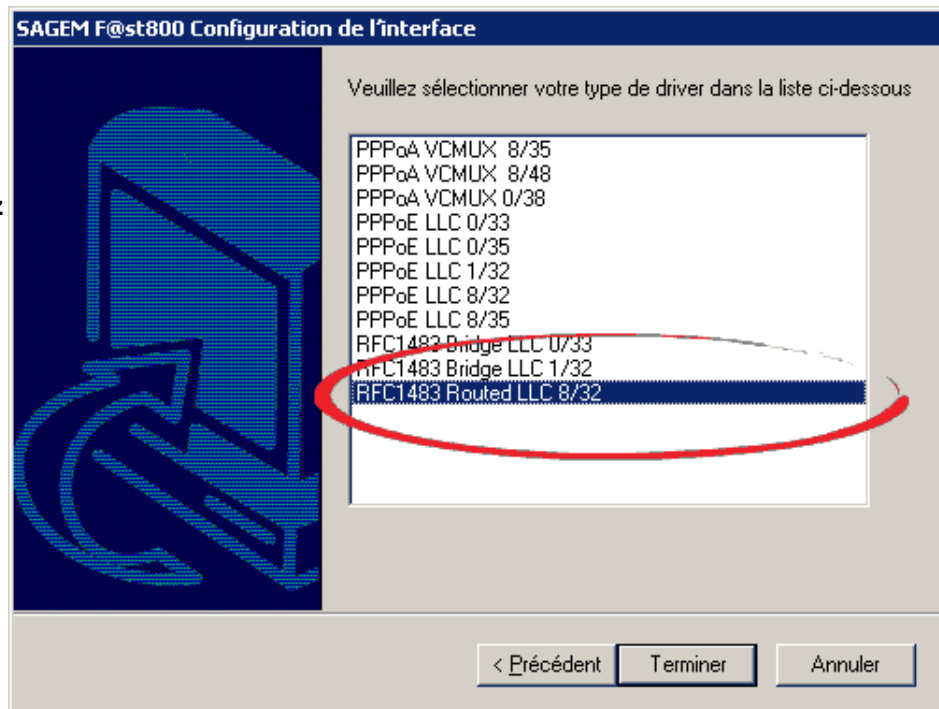 SAGEM F@st800 Configuration de l'interface
Veuillez sélectionner votre type de driver dans la liste ci-dessous
PPPoA VCMUX 8/35
PPPoA VCMUX 8/48
PPPoA VCMUX 0/38
PPPoE LLC 0/33
PPPoE LLC 0/35
PPPoE LLC 1/32
PPPoE LLC 8/32
PPPoE LLC 8/35
RFC1483 Bridge LLC 0/33
RFC1483 Bridge LLC 1/32
RFC1483 Routed LLC 8/32
< Précédent
Terminer
Annuler